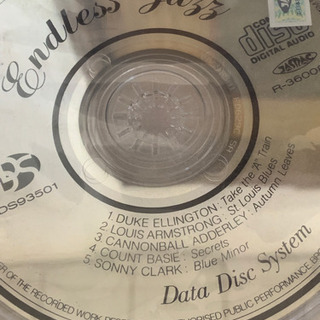 Endless Jazz
COMPACT
disc
DIGITAL AUDIO
R-3600
DS
DS93501
1. DUKE ELLINGTON : Take the "A" Train
2. LOUIS ARMSTRONG : St Louis Blues
3. CANNONBALL ADDERLEY : Autumn Leaves
4. COUNT BASIE : Secrets
5. SONNY CLARK : Blue Minor
Data Disc System
OF THE RECORDED WORK
PUBLIC PERFORMANCE